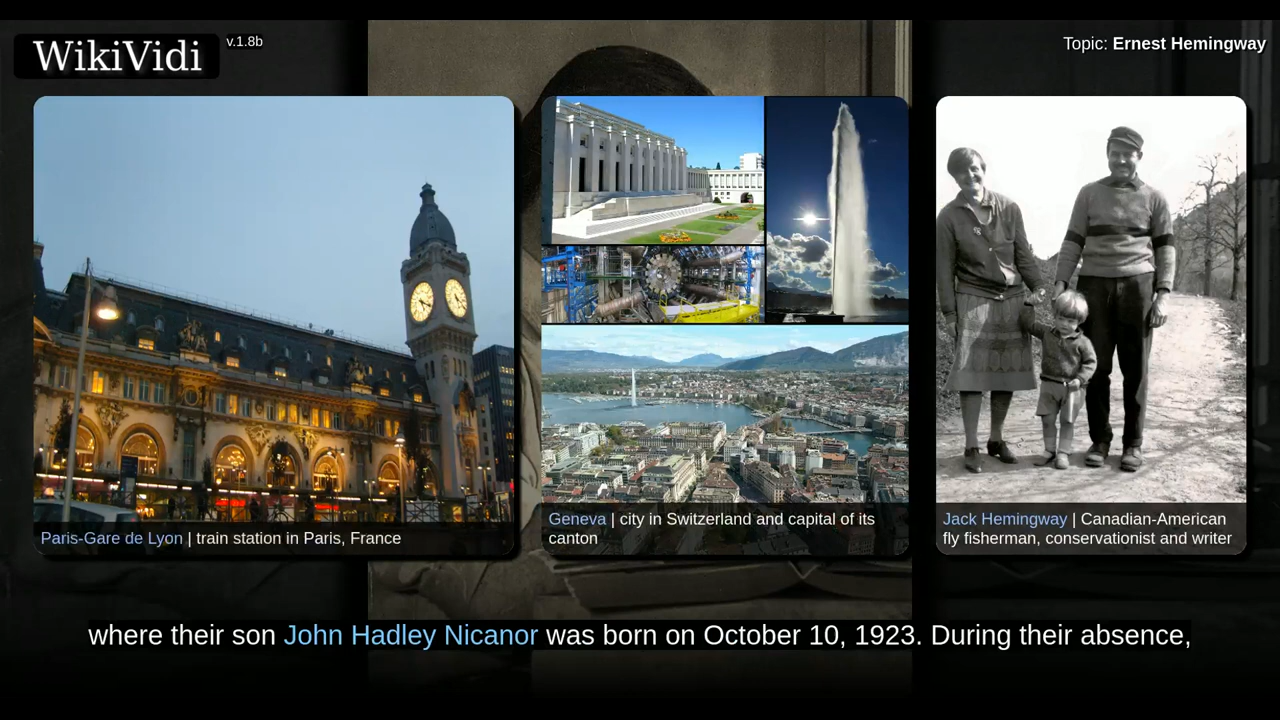 WikiVidi
v.1.8b
Topic: Ernest Hemingway
Paris-Gare de Lyon | train station in Paris, France
Geneva | city in Switzerland and capital of its
canton
Jack Hemingway | Canadian-American
fly fisherman, conservationist and writer
where their son John Hadley Nicanor was born on October 10, 1923. During their absence,